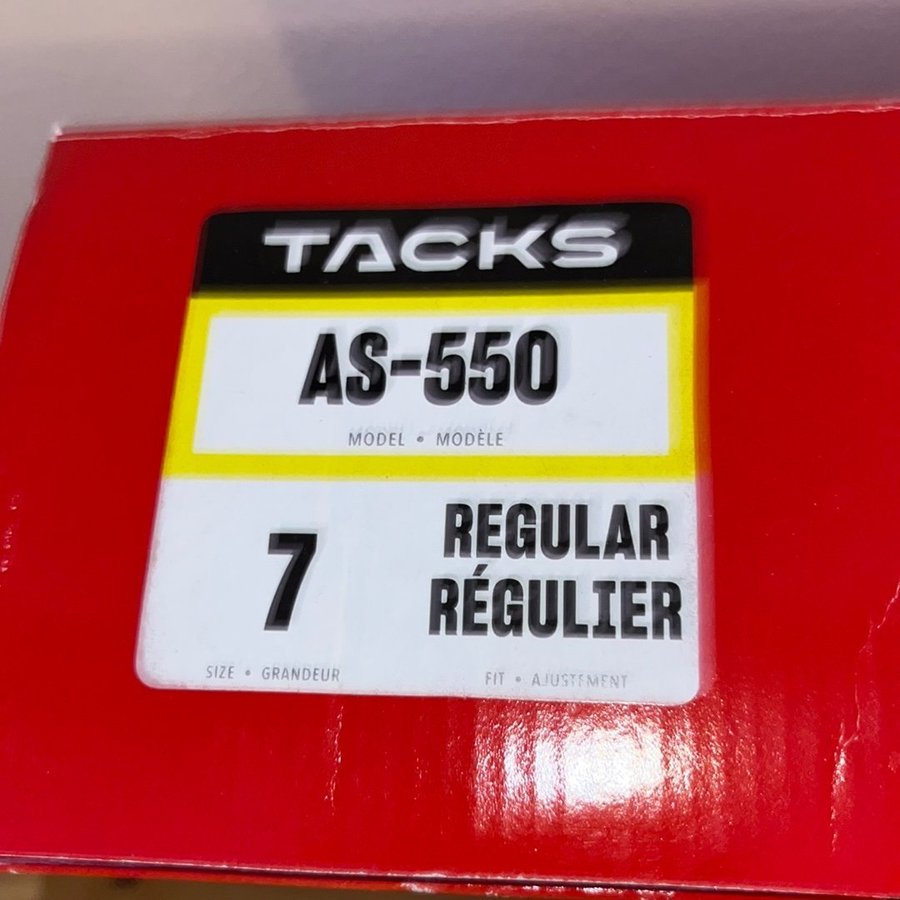 TACKS
AS-550
MODEL • MODÈLE
7
REGULAR
RÉGULIER
SIZE • GRANDEUR
FIT • AJUSTEMENT